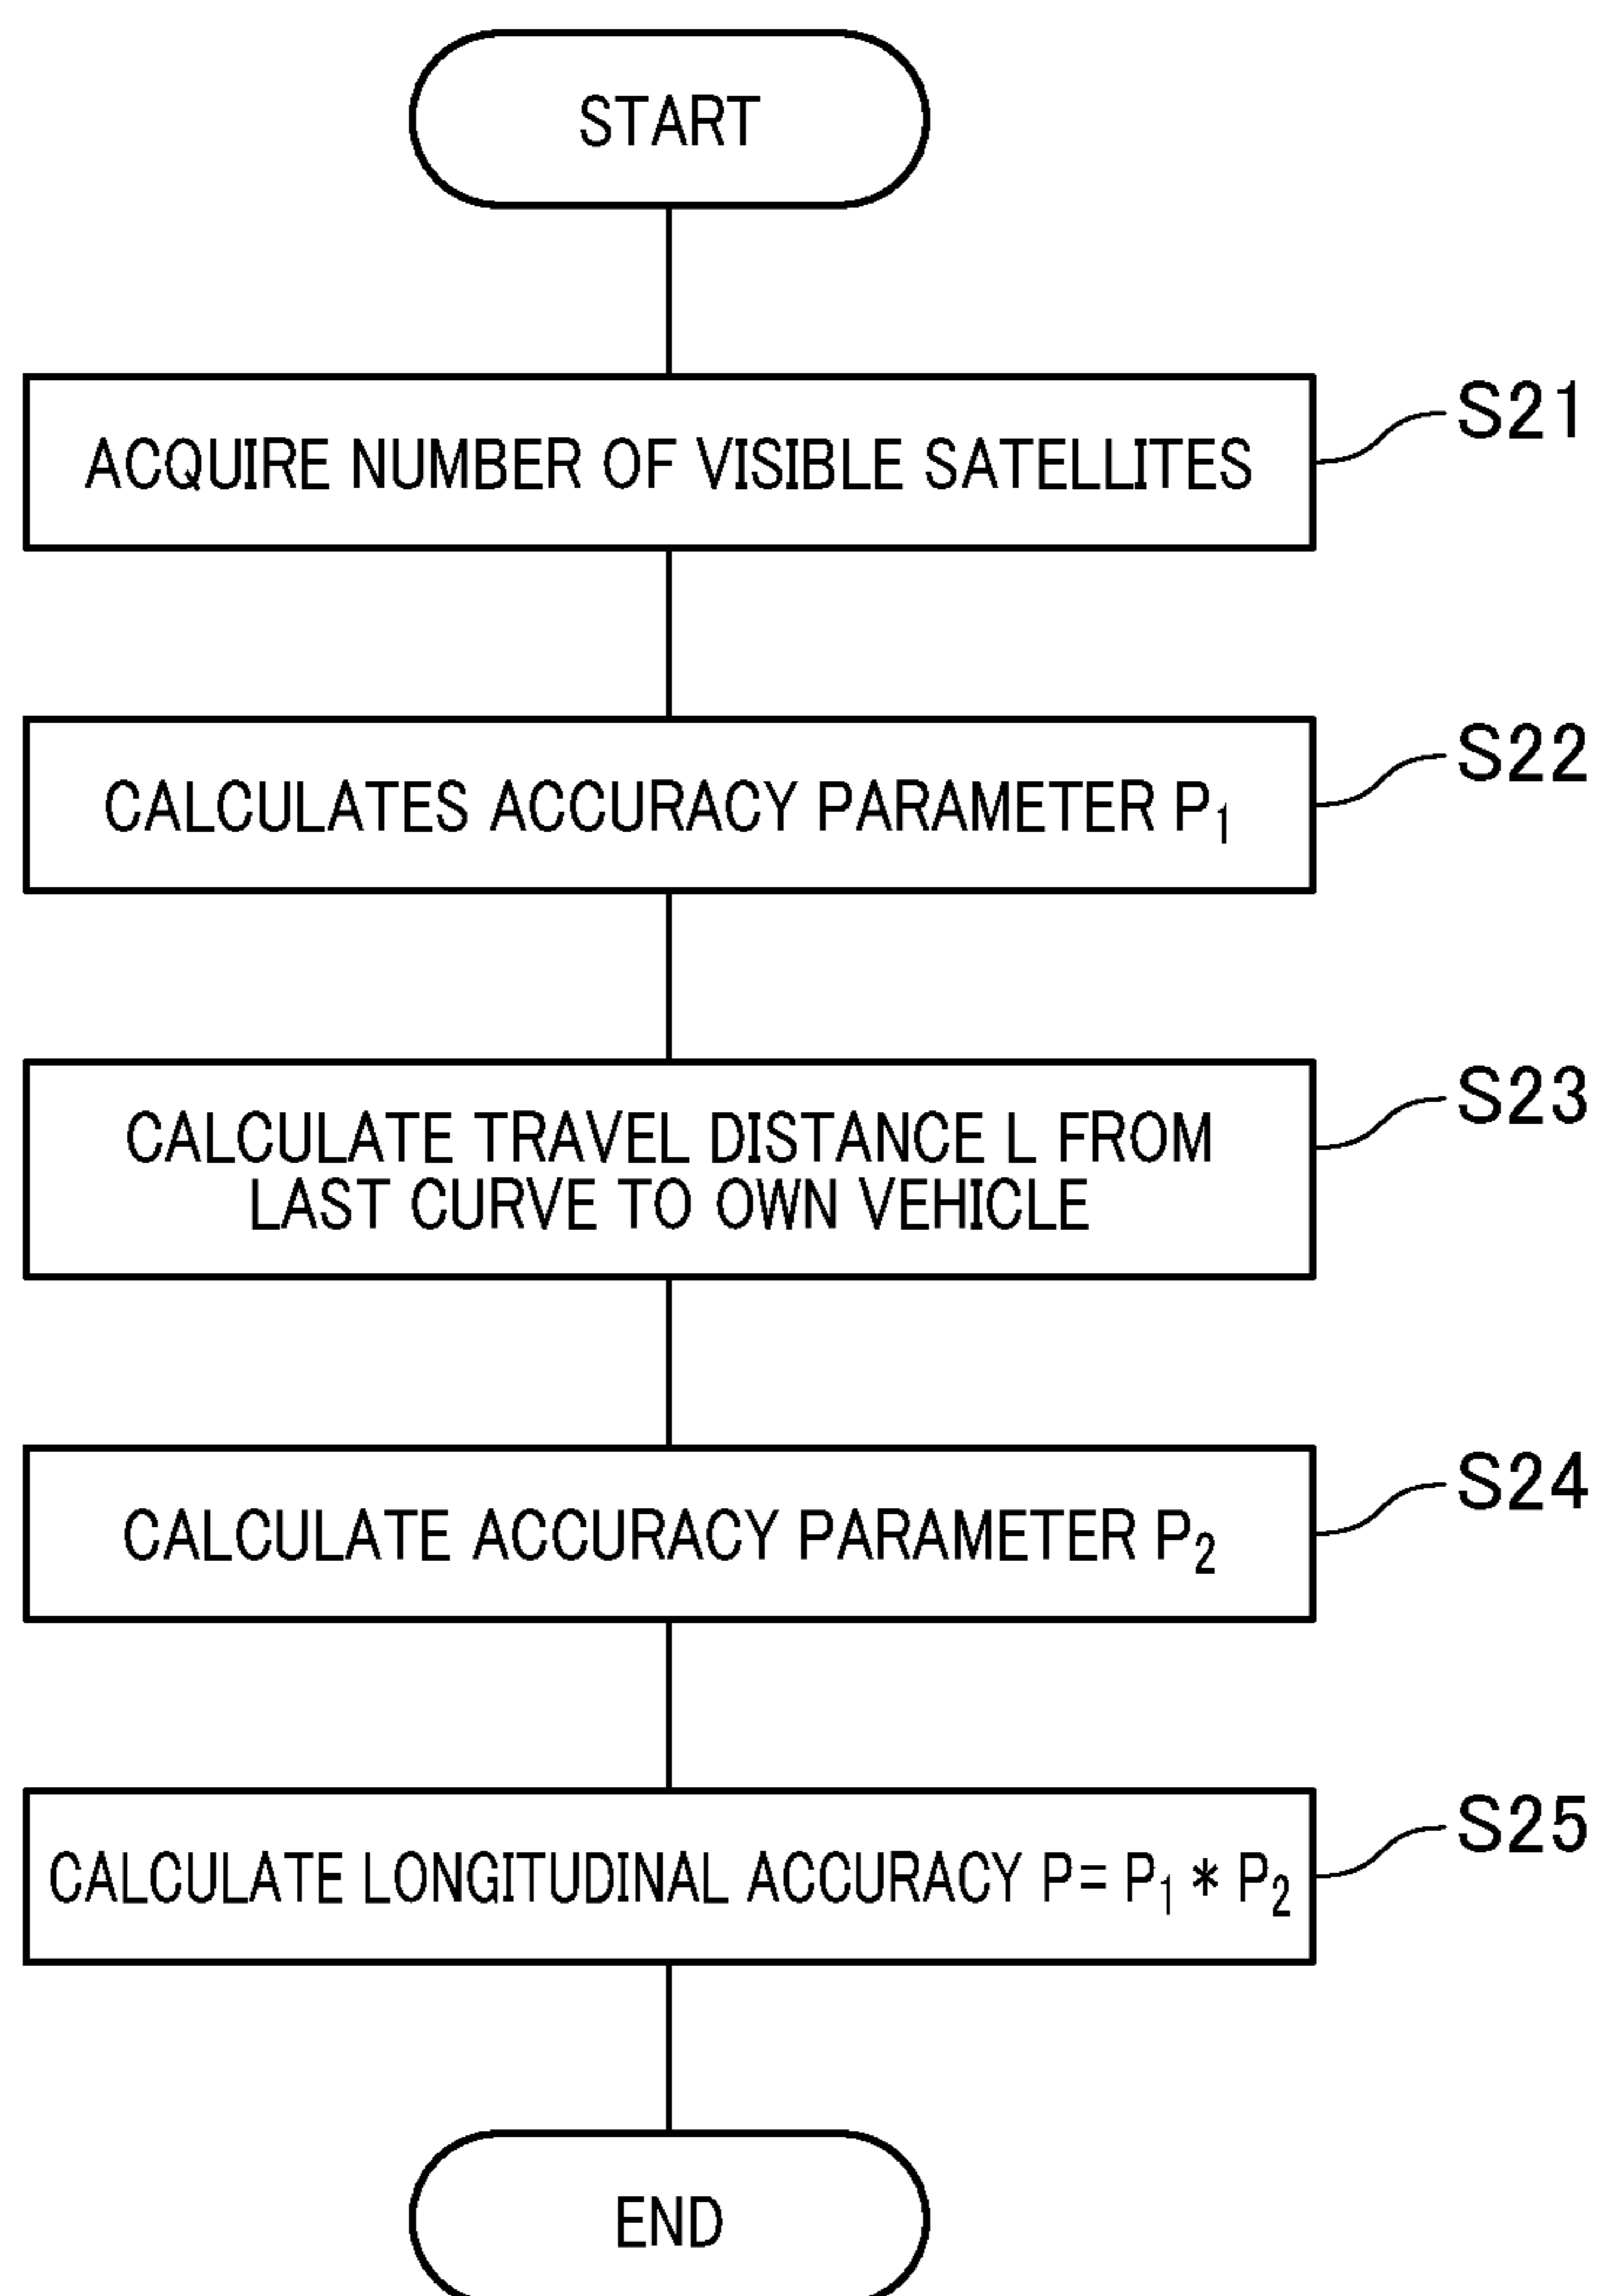 START
ACQUIRE NUMBER OF VISIBLE SATELLITES
S21
CALCULATES ACCURACY PARAMETER P₁
S22
CALCULATE TRAVEL DISTANCE L FROM
LAST CURVE TO OWN VEHICLE
S23
CALCULATE ACCURACY PARAMETER P₂
S24
CALCULATE LONGITUDINAL ACCURACY P= P₁ * P₂
S25
END